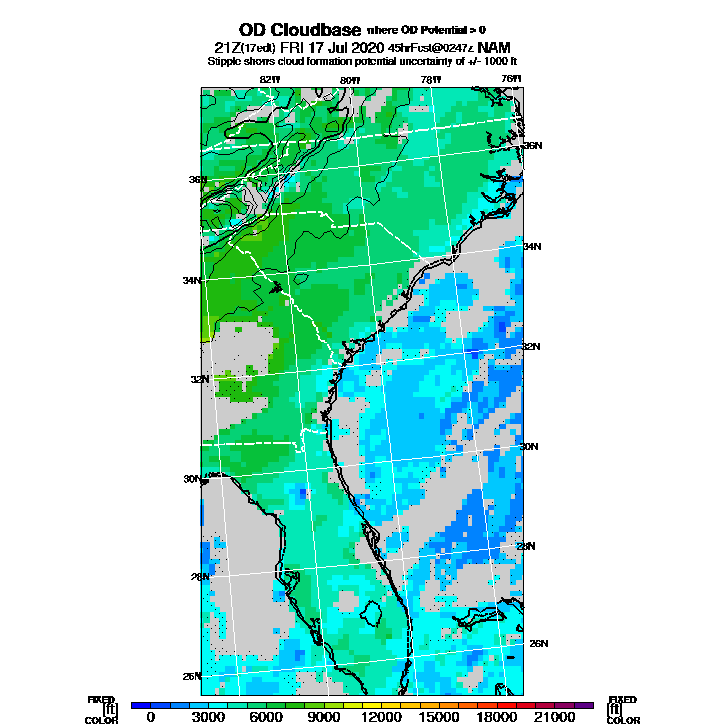 OD Cloudbase where OD Potential > 0
21Z(17edt) FRI 17 Jul 2020 45hrFcst@0247z NAM
Stipple shows cloud formation potential uncertainty of +/- 1000 ft
82W 80W 78W 76W
36N
36N
34N
34N
32N
32N
30N
30N
28N
28N
26N
26N
FIXED FIXED
[ft] [ft]
COLOR COLOR
0 3000 6000 9000 12000 15000 18000 21000